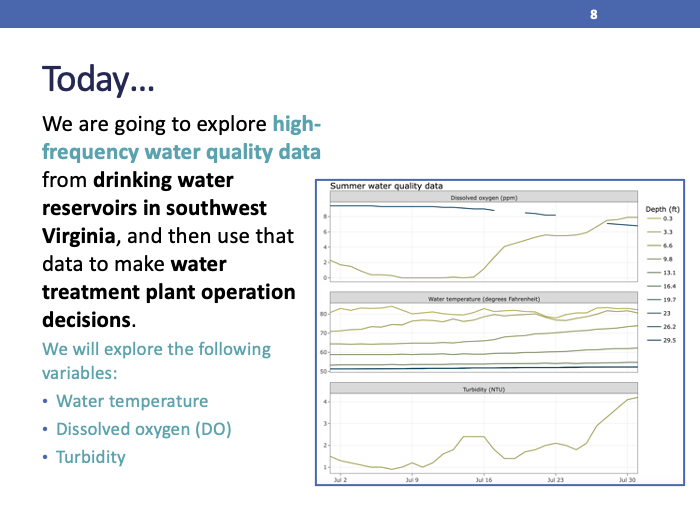 8
Today...
We are going to explore high-
frequency water quality data
from drinking water
reservoirs in southwest
Virginia, and then use that
data to make water
treatment plant operation
decisions.
We will explore the following
variables:
• Water temperature
• Dissolved oxygen (DO)
• Turbidity
Summer water quality data
Dissolved oxygen (ppm)
8
6
4
2
0
Water temperature (degrees Fahrenheit)
80
70
60
50
Turbidity (NTU)
4
3
2
1
Jul 2 Jul 9 Jul 16 Jul 23 Jul 30
Depth (ft)
0.3
3.3
6.6
9.8
13.1
16.4
19.7
23
26.2
29.5